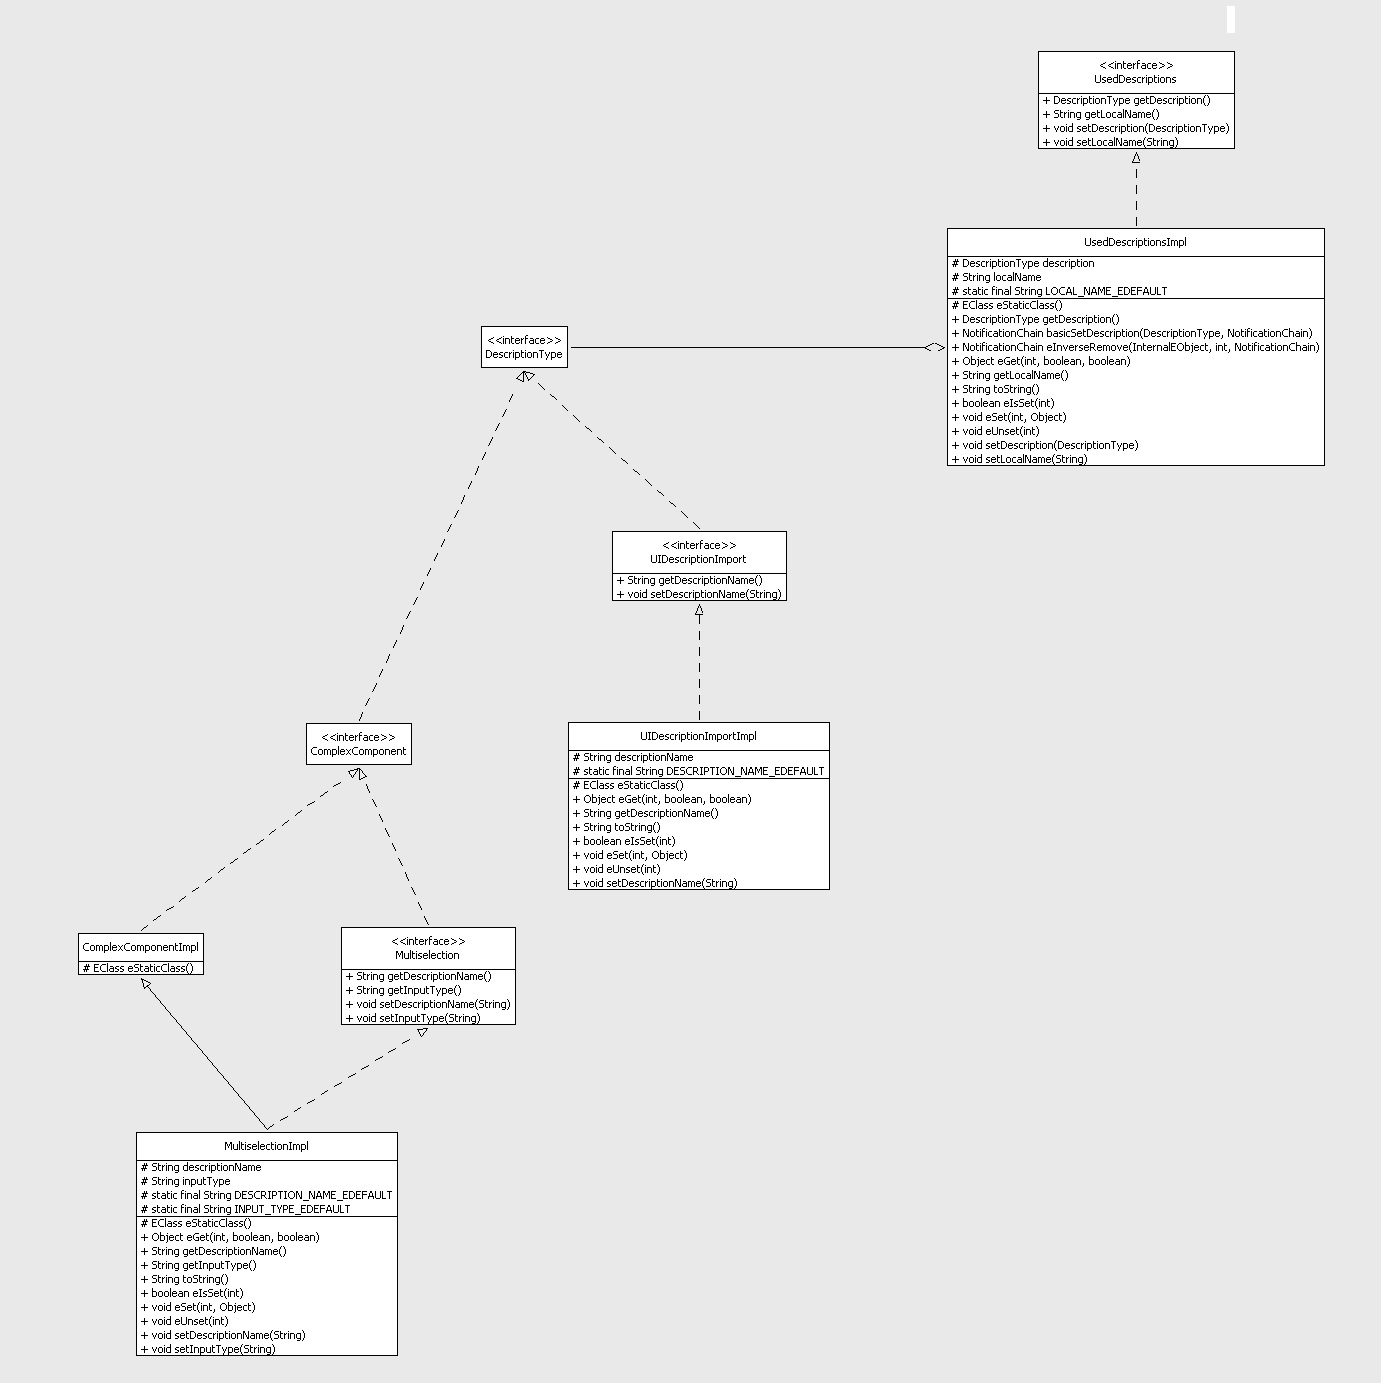 <<interface>>
UsedDescriptions
+ DescriptionType getDescription()
+ String getLocalName()
+ void setDescription(DescriptionType)
+ void setLocalName(String)
UsedDescriptionsImpl
# DescriptionType description
# String localName
# static final String LOCAL_NAME_EDEFAULT
# EClass eStaticClass()
+ DescriptionType getDescription()
+ NotificationChain basicSetDescription(DescriptionType, NotificationChain)
+ NotificationChain eInverseRemove(InternalEObject, int, NotificationChain)
+ Object eGet(int, boolean, boolean)
+ String getLocalName()
+ String toString()
+ boolean eIsSet(int)
+ void eSet(int, Object)
+ void eUnset(int)
+ void setDescription(DescriptionType)
+ void setLocalName(String)
<<interface>>
DescriptionType
<<interface>>
UIDescriptionImport
+ String getDescriptionName()
+ void setDescriptionName(String)
<<interface>>
ComplexComponent
UIDescriptionImportImpl
# String descriptionName
# static final String DESCRIPTION_NAME_EDEFAULT
# EClass eStaticClass()
+ Object eGet(int, boolean, boolean)
+ String getDescriptionName()
+ String toString()
+ boolean eIsSet(int)
+ void eSet(int, Object)
+ void eUnset(int)
+ void setDescriptionName(String)
ComplexComponentImpl
# EClass eStaticClass()
<<interface>>
Multiselection
+ String getDescriptionName()
+ String getInputType()
+ void setDescriptionName(String)
+ void setInputType(String)
MultiselectionImpl
# String descriptionName
# String inputType
# static final String DESCRIPTION_NAME_EDEFAULT
# static final String INPUT_TYPE_EDEFAULT
# EClass eStaticClass()
+ Object eGet(int, boolean, boolean)
+ String getDescriptionName()
+ String getInputType()
+ String toString()
+ boolean eIsSet(int)
+ void eSet(int, Object)
+ void eUnset(int)
+ void setDescriptionName(String)
+ void setInputType(String)